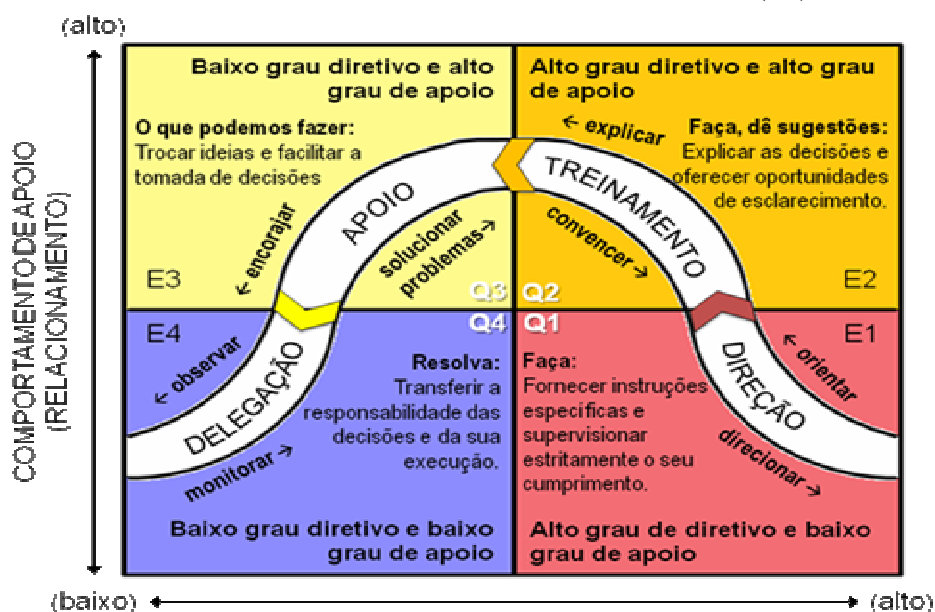 (alto)
COMPORTAMENTO DE APOIO
(RELACIONAMENTO)
Baixo grau diretivo e alto
grau de apoio
O que podemos fazer:
Trocar ideias e facilitar a
tomada de decisões
← encorajar
APOIO
solucionar
problemas→
E3
Q3
Alto grau diretivo e alto grau
de apoio
← explicar
Faça, dê sugestões:
Explicar as decisões e
oferecer oportunidades
de esclarecimento.
TREINAMENTO
convencer →
E2
Q2
E4
Q4
← observar
DELEGAÇÃO
monitorar →
Resolva:
Transferir a
responsabilidade das
decisões e da sua
execução.
Baixo grau diretivo e baixo
grau de apoio
Q1
E1
Faça:
Fornecer instruções
especificas e
supervisionar
estritamente o seu
cumprimento.
DIREÇÃO
← orientar
direcionar →
Alto grau de diretivo e baixo
grau de apoio
(baixo)
(alto)